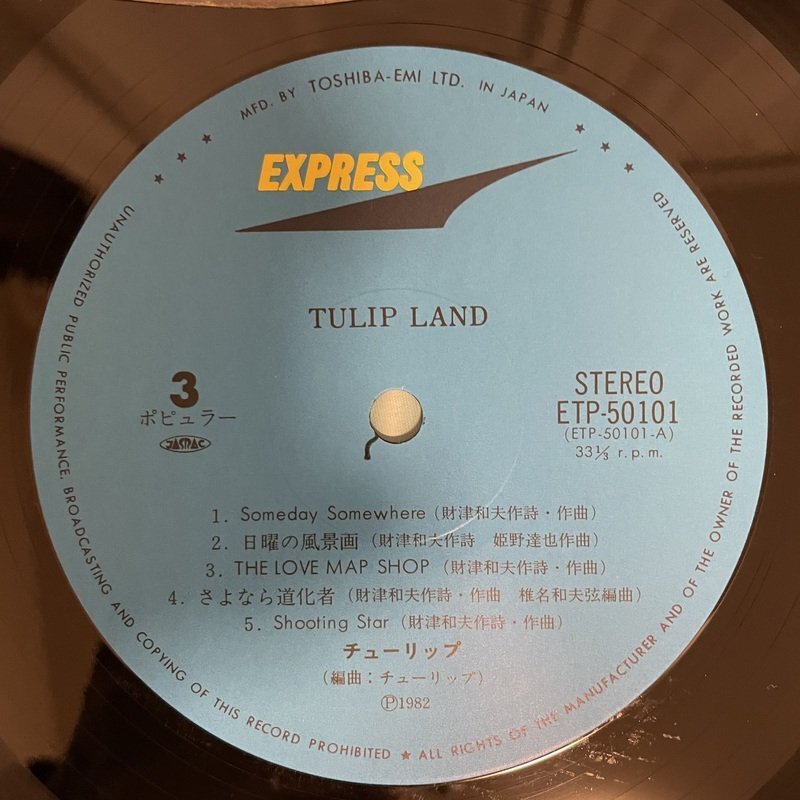 MFD. BY TOSHIBA-EMI LTD. IN JAPAN
EXPRESS
TULIP LAND
3
ポピュラー
JASRAC
STEREO
ETP-50101
(ETP-50101-A)
33⅓ r.p.m.
1. Someday Somewhere (財津和夫作詩・作曲)
2. 日曜の風景画 (財津和夫作詩 姫野達也作曲)
3. THE LOVE MAP SHOP (財津和夫作詩・作曲)
4. さよなら道化者 (財津和夫作詩・作曲 椎名和夫弦編曲)
5. Shooting Star (財津和夫作詩・作曲)
チューリップ
(編曲:チューリップ)
Ⓟ1982
UNAUTHORIZED PUBLIC PERFORMANCE, BROADCASTING AND COPYING OF THIS RECORD PROHIBITED ★ ALL RIGHTS OF THE MANUFACTURER AND OF THE OWNER OF THE RECORDED WORK ARE RESERVED